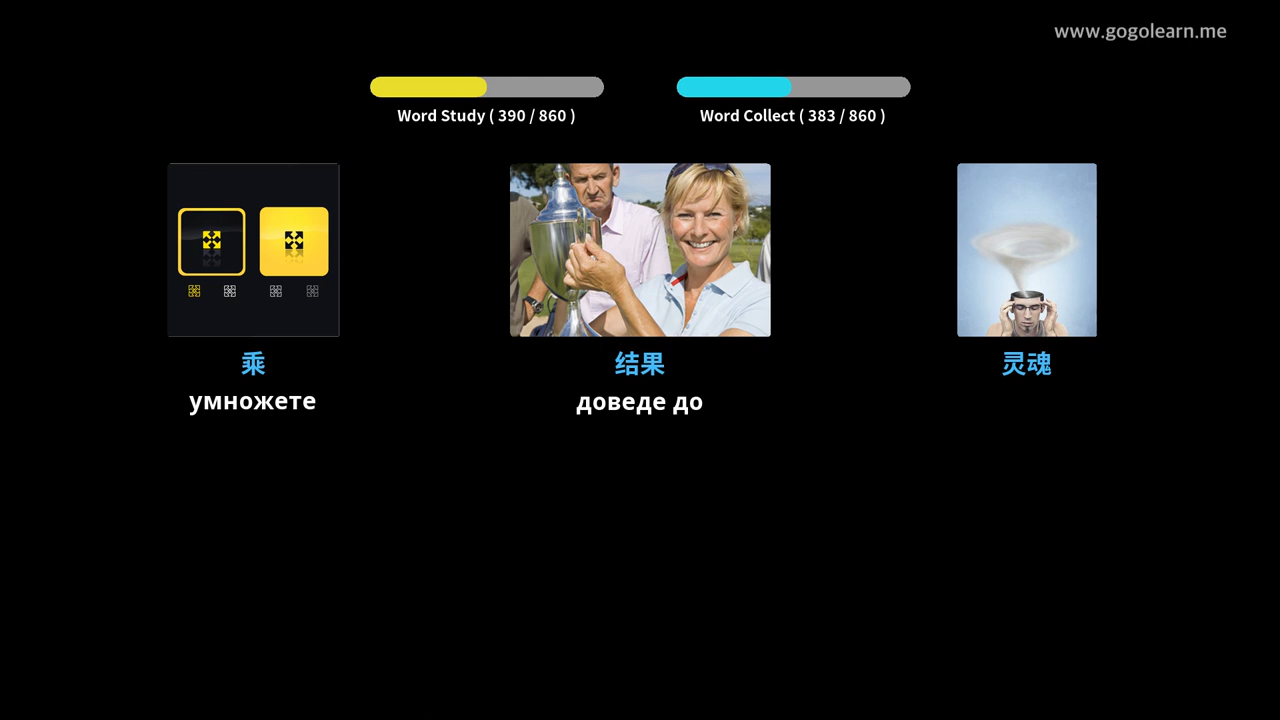 www.gogolearn.me
Word Study ( 390 / 860 )
Word Collect ( 383 / 860 )
乘
结果
灵魂
умножете
доведе до